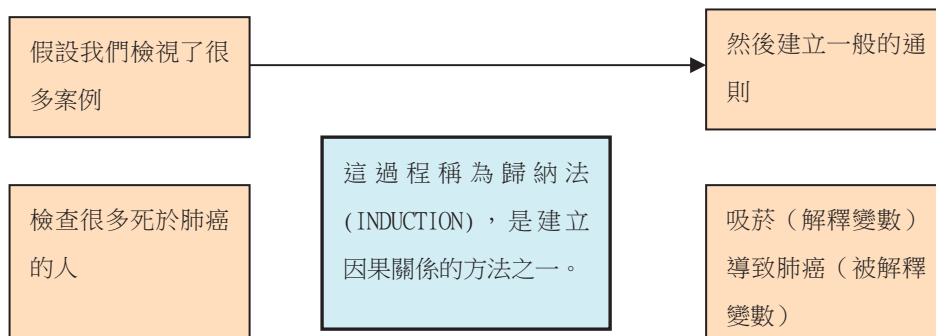 假設我們檢視了很
多案例
然後建立一般的通
則
這過程稱為歸納法
(INDUCTION)，是建立
因果關係的方法之一。
檢查很多死於肺癌
的人
吸菸（解釋變數）
導致肺癌（被解釋
變數）